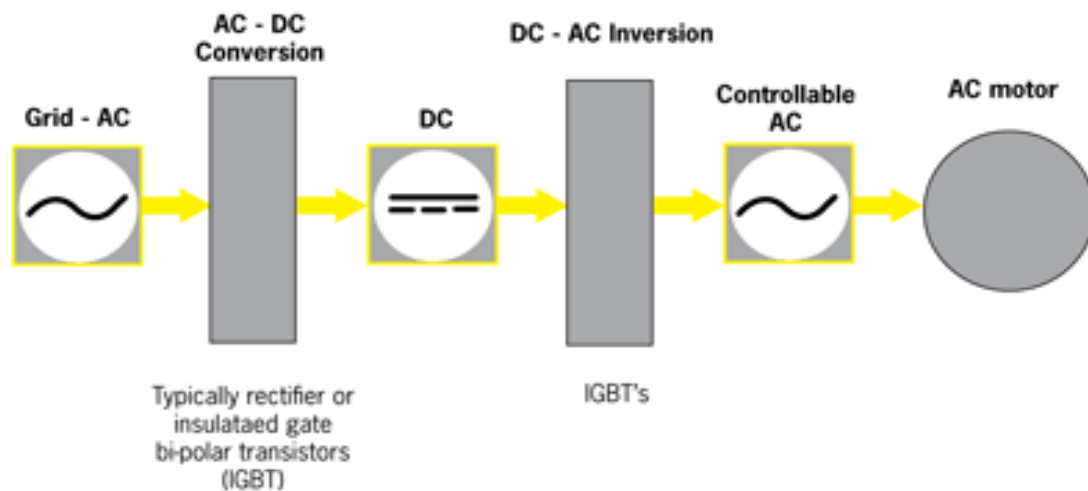 AC - DC
Conversion
DC - AC Inversion
Grid - AC
DC
Controllable
AC
AC motor
Typically rectifier or
insulataed gate
bi-polar transistors
(IGBT)
IGBT's